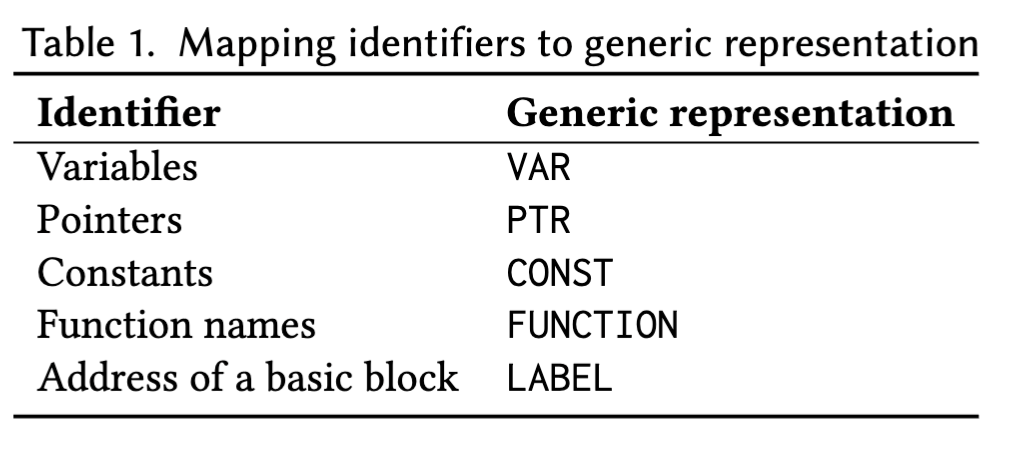 Table 1. Mapping identifiers to generic representation
Identifier Generic representation
Variables VAR
Pointers PTR
Constants CONST
Function names FUNCTION
Address of a basic block LABEL